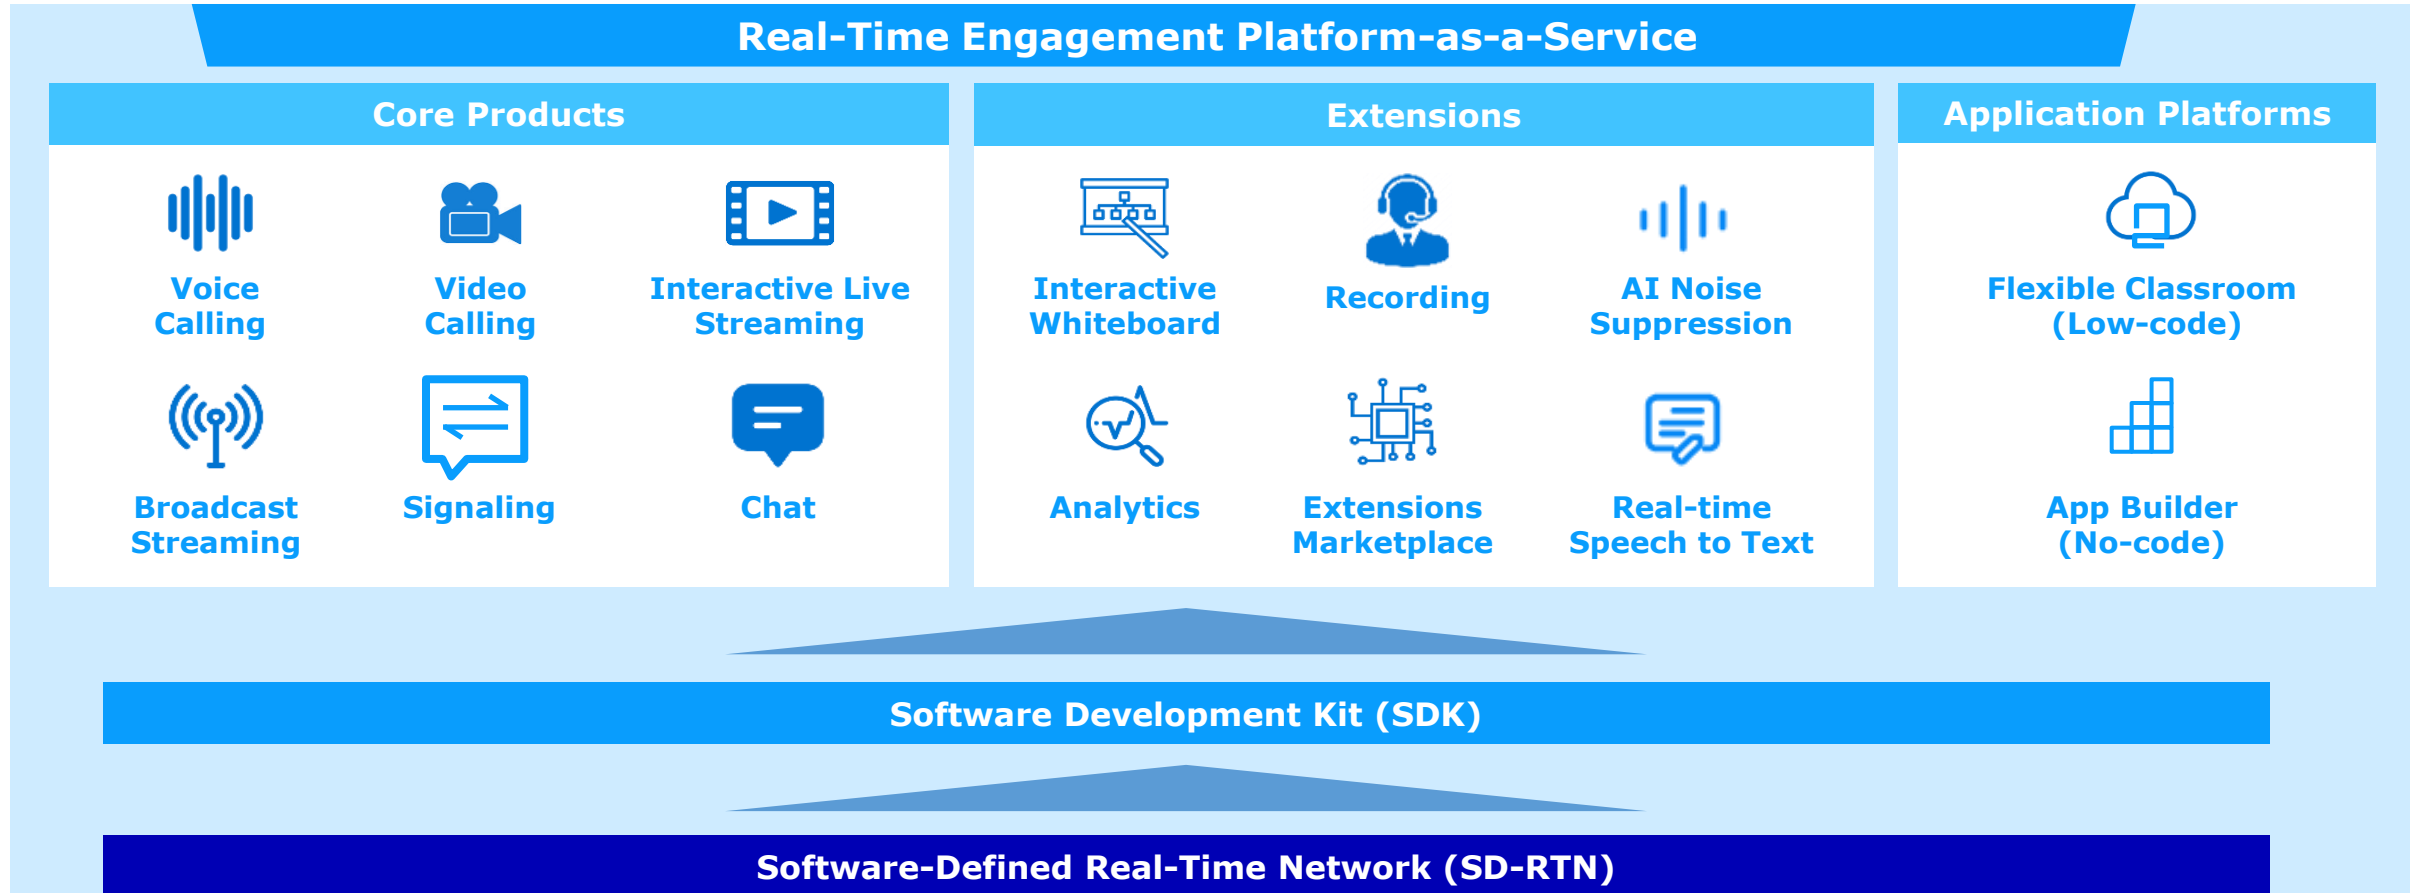 Real-Time Engagement Platform-as-a-Service
Core Products
Voice
Calling
Video
Calling
Interactive Live
Streaming
Broadcast
Streaming
Signaling
Chat
Extensions
Interactive
Whiteboard
Recording
AI Noise
Suppression
Analytics
Extensions
Marketplace
Real-time
Speech to Text
Application Platforms
Flexible Classroom
(Low-code)
App Builder
(No-code)
Software Development Kit (SDK)
Software-Defined Real-Time Network (SD-RTN)